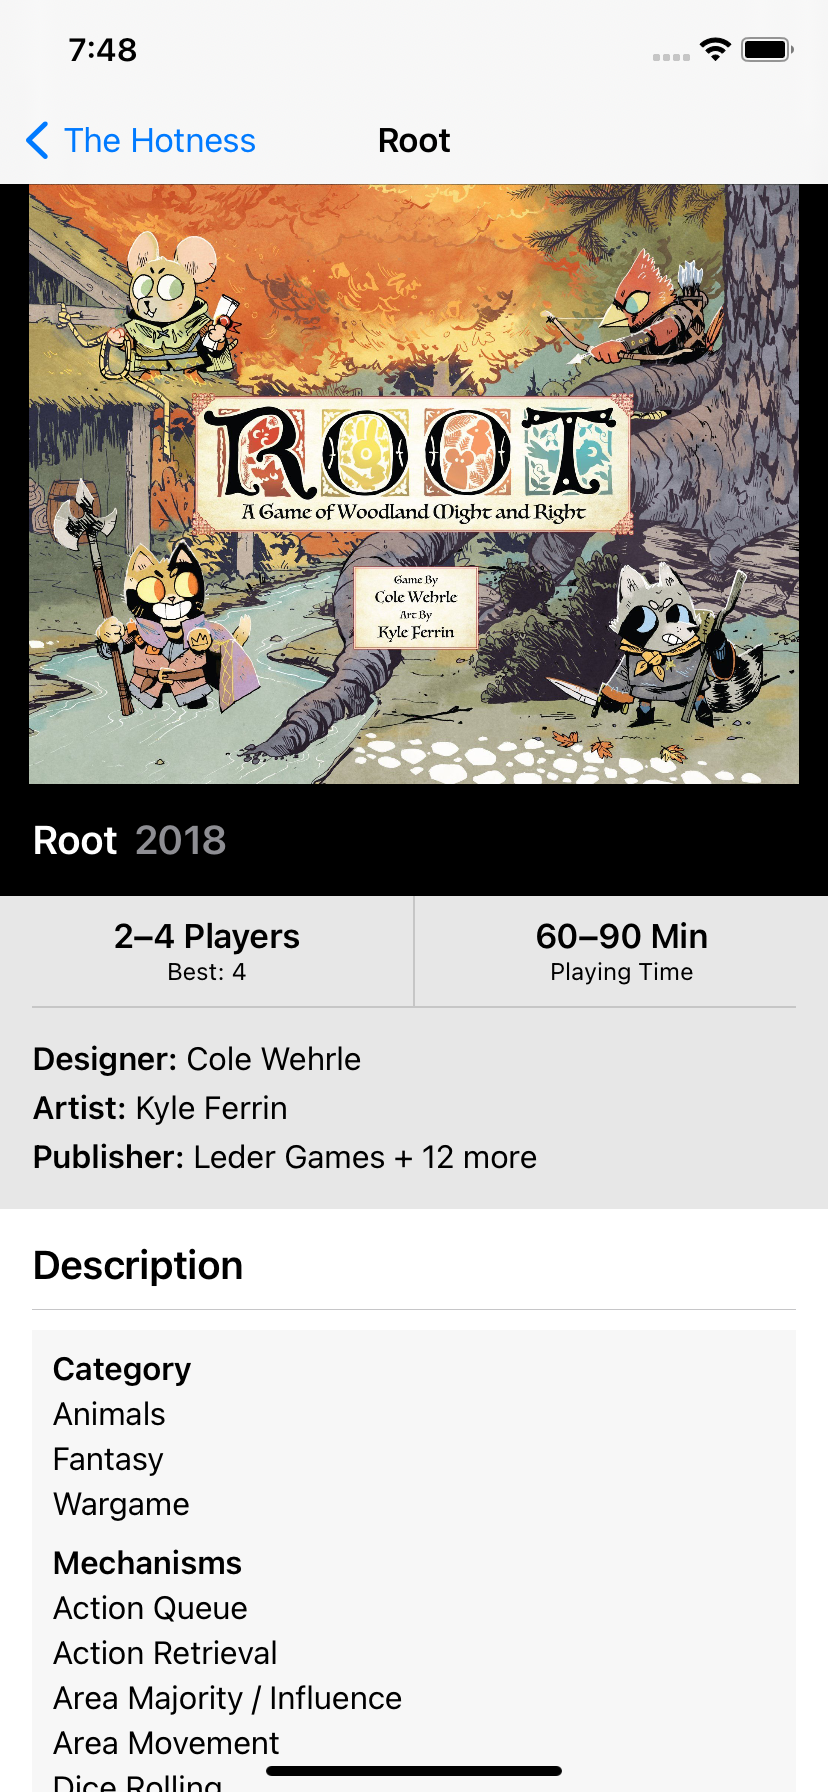 7:48
The Hotness
Root
ROOT
A Game of Woodland Might and Right
Game By
Cole Wehrle
Art By
Kyle Ferrin
Root 2018
2–4 Players
Best: 4
60–90 Min
Playing Time
Designer: Cole Wehrle
Artist: Kyle Ferrin
Publisher: Leder Games + 12 more
Description
Category
Animals
Fantasy
Wargame
Mechanisms
Action Queue
Action Retrieval
Area Majority / Influence
Area Movement
Dice Rolling